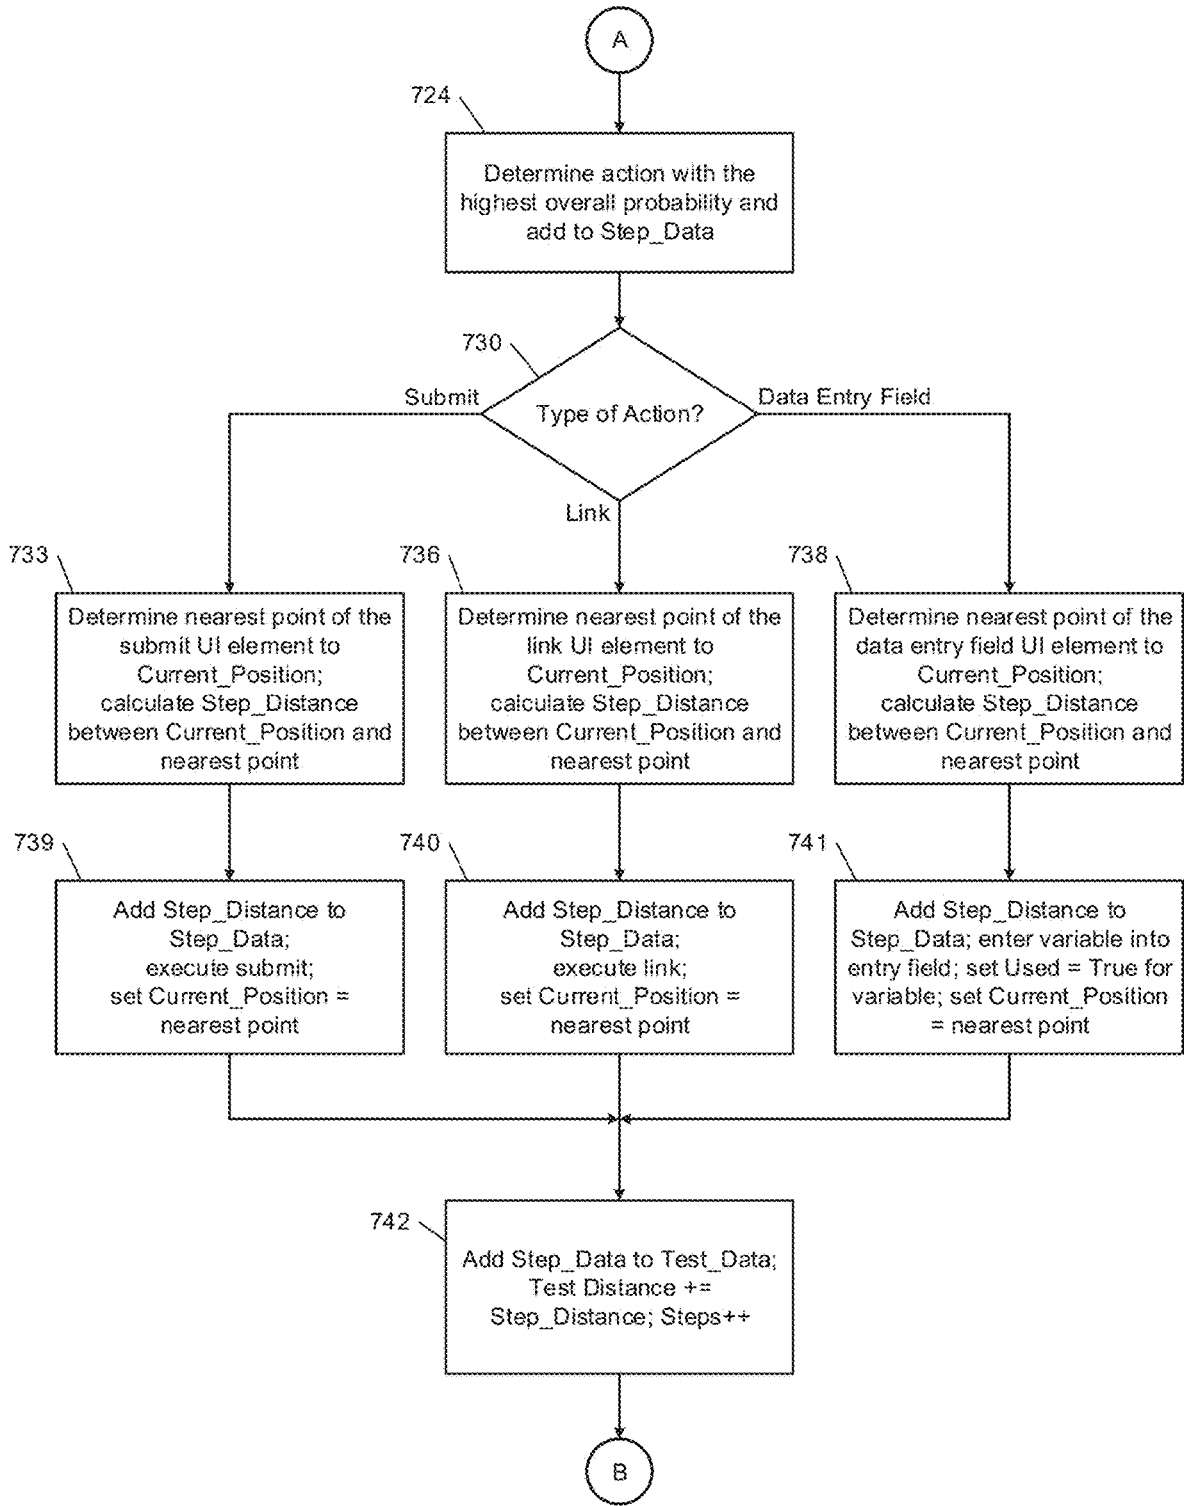 A
724
Determine action with the
highest overall probability and
add to Step_Data
730
Submit
Type of Action?
Data Entry Field
Link
733
Determine nearest point of the
submit UI element to
Current_Position;
calculate Step_Distance
between Current_Position and
nearest point
736
Determine nearest point of the
link UI element to
Current_Position;
calculate Step_Distance
between Current_Position and
nearest point
738
Determine nearest point of the
data entry field UI element to
Current_Position;
calculate Step_Distance
between Current_Position and
nearest point
739
Add Step_Distance to
Step_Data;
execute submit;
set Current_Position =
nearest point
740
Add Step_Distance to
Step_Data;
execute link;
set Current_Position =
nearest point
741
Add Step_Distance to
Step_Data; enter variable into
entry field; set Used = True for
variable; set Current_Position
= nearest point
742
Add Step_Data to Test_Data;
Test Distance +=
Step_Distance; Steps++
B